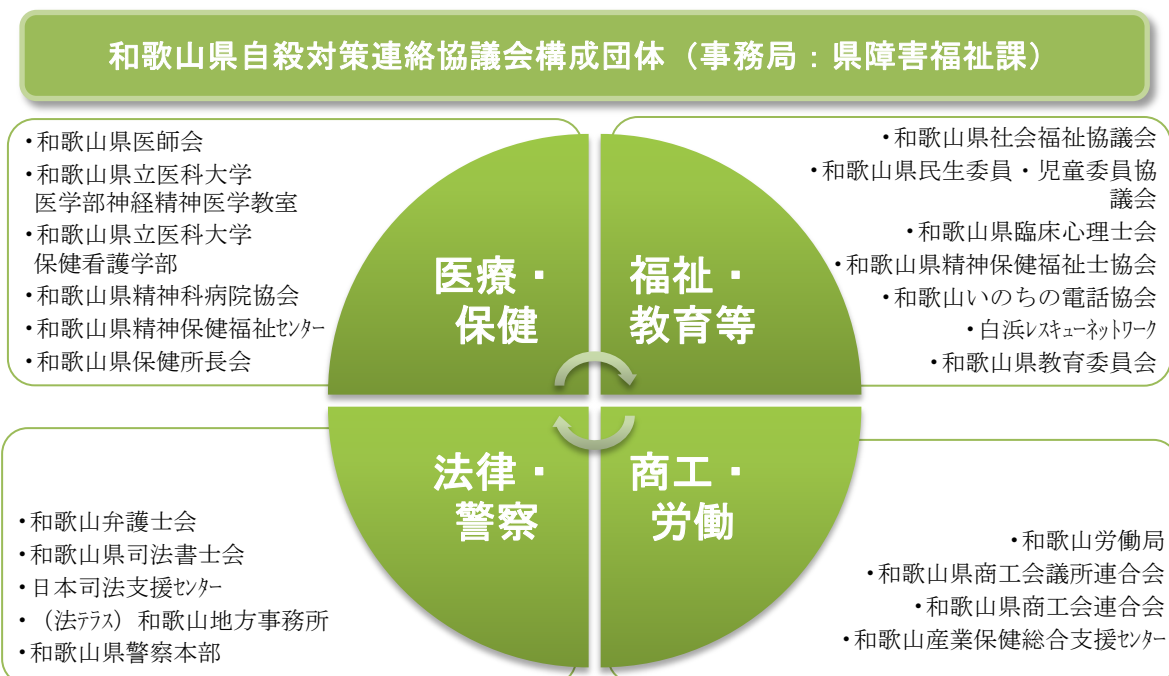 和歌山県自殺対策連絡協議会構成団体（事務局：県障害福祉課）
・和歌山県医師会
・和歌山県立医科大学
医学部神経精神医学教室
・和歌山県立医科大学
保健看護学部
・和歌山県精神科病院協会
・和歌山県精神保健福祉ｾﾝﾀｰ
・和歌山県保健所長会
医療・
保健
福祉・
教育等
・和歌山県社会福祉協議会
・和歌山県民生委員・児童委員協
議会
・和歌山県臨床心理士会
・和歌山県精神保健福祉士協会
・和歌山いのちの電話協会
・白浜ﾚｽｷｭｰﾈｯﾄﾜｰｸ
・和歌山県教育委員会
・和歌山弁護士会
・和歌山県司法書士会
・日本司法支援ｾﾝﾀｰ
・（法ﾃﾗｽ）和歌山地方事務所
・和歌山県警察本部
法律・
警察
商工・
労働
・和歌山労働局
・和歌山県商工会議所連合会
・和歌山県商工会連合会
・和歌山産業保健総合支援ｾﾝﾀｰ